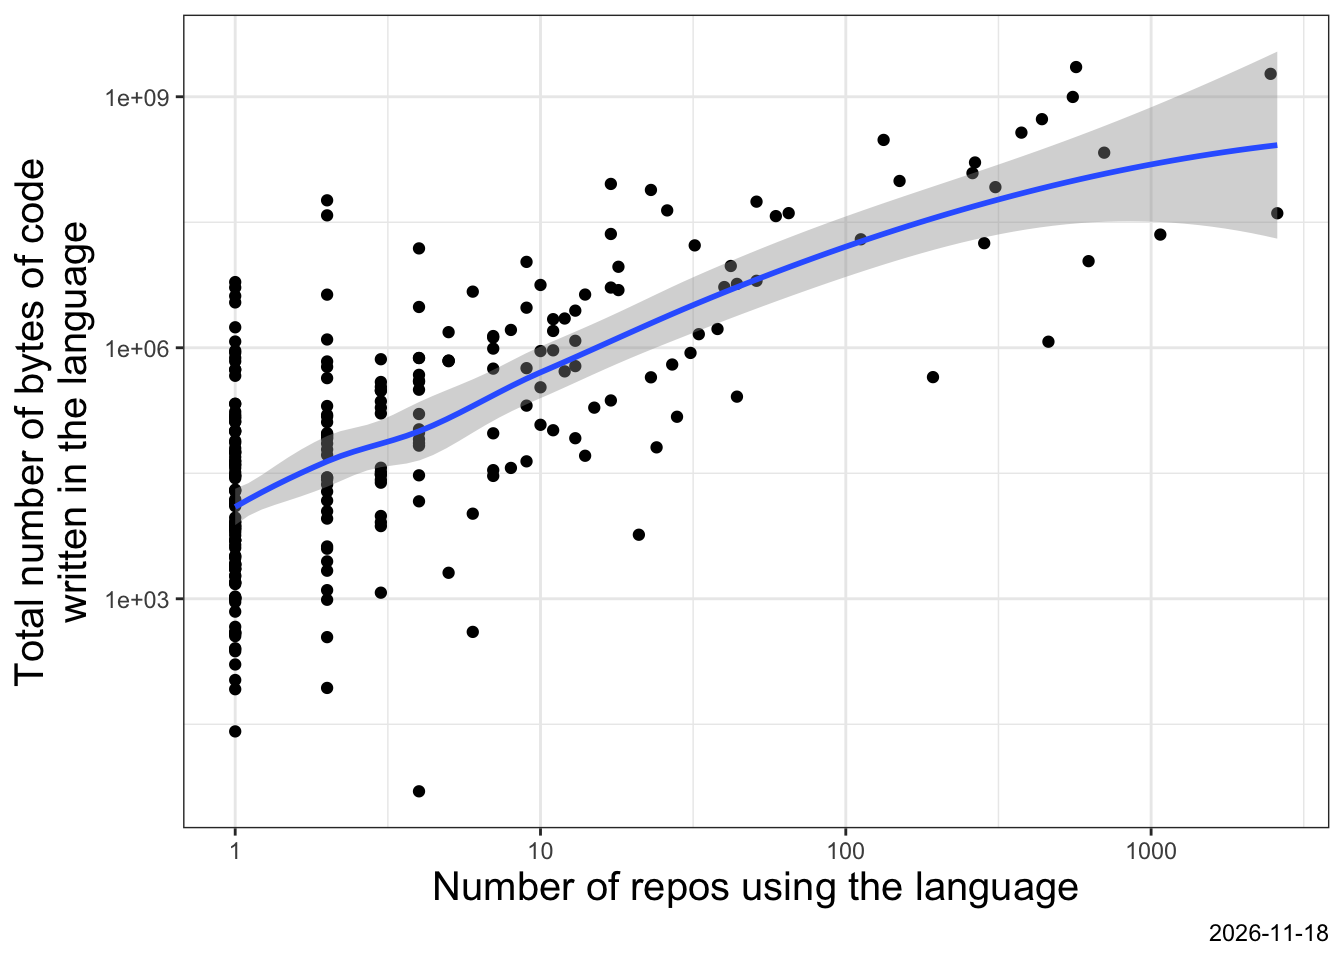 Total number of bytes of code
written in the language
1e+09
1e+06
1e+03
1
10
100
1000
Number of repos using the language
2026-11-18